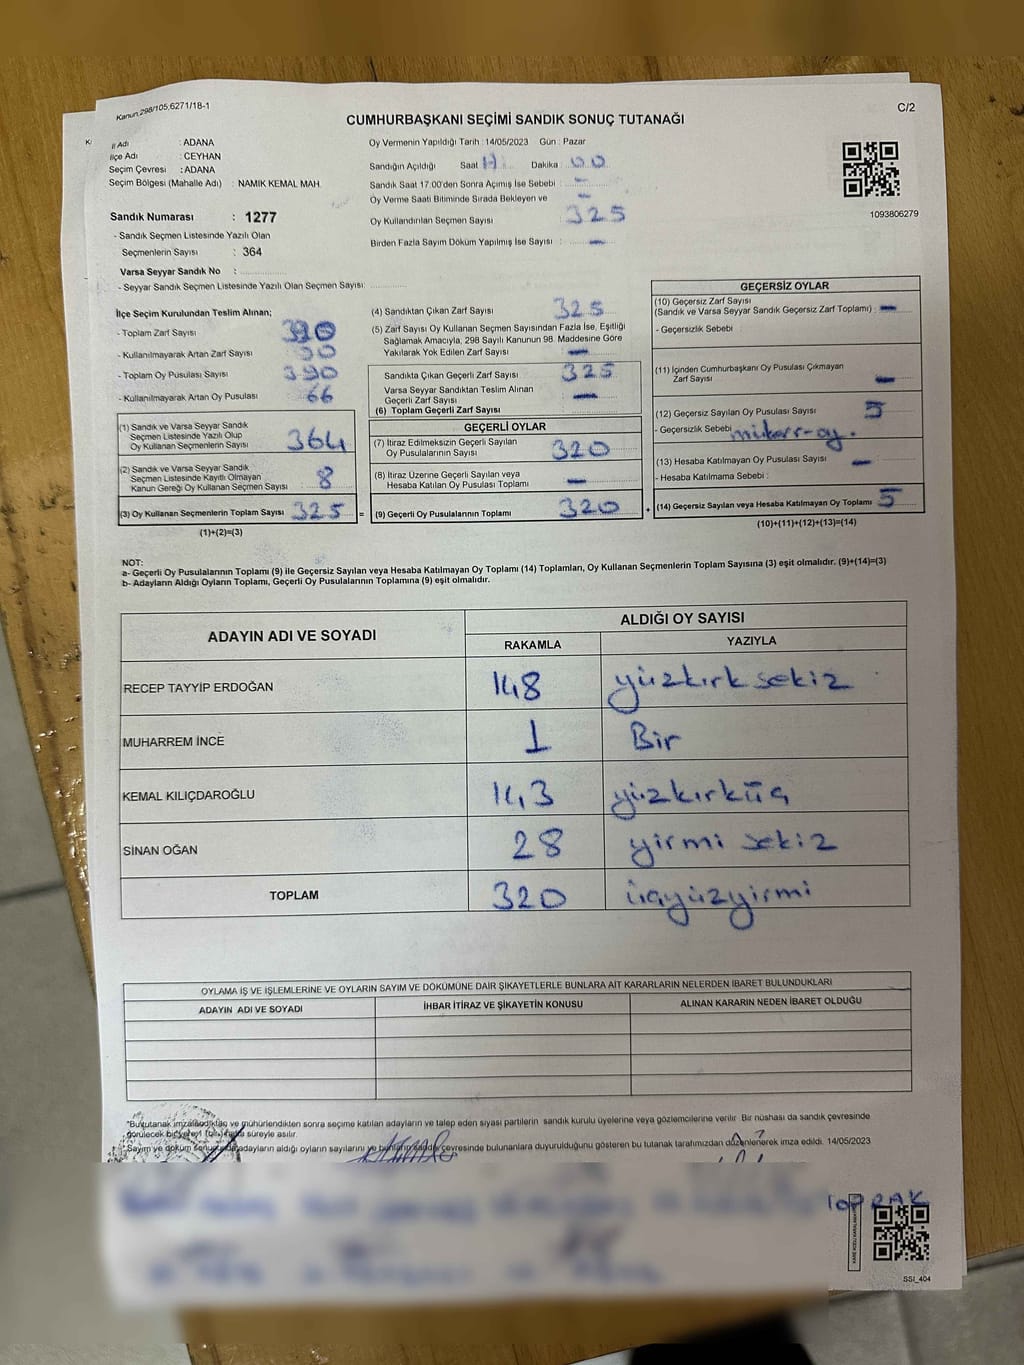 Kanun.298/105,6271/18-1
C/2
CUMHURBAŞKANI SEÇİMİ SANDIK SONUÇ TUTANAĞI
İl Adı : ADANA
İlçe Adı : CEYHAN
Seçim Çevresi : ADANA
Seçim Bölgesi (Mahalle Adı) : NAMIK KEMAL MAH.
Sandık Numarası : 1277
- Sandık Seçmen Listesinde Yazılı Olan
Seçmenlerin Sayısı : 364
Varsa Seyyar Sandık No :
- Seyyar Sandık Seçmen Listesinde Yazılı Olan Seçmen Sayısı:
Oy Vermenin Yapıldığı Tarih : 14/05/2023 Gün : Pazar
Sandığın Açıldığı Saat Dakika : 00
Sandık Saat 17.00'den Sonra Açımış İse Sebebi : -
Oy Verme Saati Bitiminde Sırada Bekleyen ve -
Oy Kullandırılan Seçmen Sayısı 325
Birden Fazla Sayım Döküm Yapılmış İse Sayısı : -
1093806279
İlçe Seçim Kurulundan Teslim Alınan;
- Toplam Zarf Sayısı 390
- Kullanılmayarak Artan Zarf Sayısı
- Toplam Oy Pusulası Sayısı 390
- Kullanılmayarak Artan Oy Pusulası 66
(1) Sandık ve Varsa Seyyar Sandık
Seçmen Listesinde Yazılı Olup
Oy Kullanan Seçmenlerin Sayısı 364
(2) Sandık ve Varsa Seyyar Sandık
Seçmen Listesinde Kayıtlı Olmayan
Kanun Gereği Oy Kullanan Seçmen Sayısı : 8
(3) Oy Kullanan Seçmenlerin Toplam Sayısı 325 =
(1)+(2)=(3)
(4) Sandıktan Çıkan Zarf Sayısı 325
(5) Zarf Sayısı Oy Kullanan Seçmen Sayısından Fazla İse, Eşitliği
Sağlamak Amacıyla, 298 Sayılı Kanunun 98. Maddesine Göre
Yakılarak Yok Edilen Zarf Sayısı : -
Sandıkta Çıkan Geçerli Zarf Sayısı 325
Varsa Seyyar Sandıktan Teslim Alınan
Geçerli Zarf Sayısı -
(6) Toplam Geçerli Zarf Sayısı
GEÇERLİ OYLAR
(7) İtiraz Edilmeksizin Geçerli Sayılan
Oy Pusulalarının Sayısı: 320
(8) İtiraz Üzerine Geçerli Sayılan veya
Hesaba Katılan Oy Pusulası Toplamı -
(9) Geçerli Oy Pusulalarının Toplamı 320 +
GEÇERSİZ OYLAR
(10) Geçersiz Zarf Sayısı
(Sandık ve Varsa Seyyar Sandık Geçersiz Zarf Toplamı) : -
- Geçersizlik Sebebi
(11) İçinden Cumhurbaşkanı Oy Pusulası Çıkmayan
Zarf Sayısı -
(12) Geçersiz Sayılan Oy Pusulası Sayısı 5
- Geçersizlik Sebebi
(13) Hesaba Katılmayan Oy Pusulası Sayısı : -
- Hesaba Katılmama Sebebi :
(14) Geçersiz Sayılan veya Hesaba Katılmayan Oy Toplamı 5
(10)+(11)+(12)+(13)=(14)
NOT:
a- Geçerli Oy Pusulalarının Toplamı (9) ile Geçersiz Sayılan veya Hesaba Katılmayan Oy Toplamı (14) Toplamları, Oy Kullanan Seçmenlerin Toplam Sayısına (3) eşit olmalıdır. (9)+(14)=(3)
b- Adayların Aldığı Oyların Toplamı, Geçerli Oy Pusulalarının Toplamına (9) eşit olmalıdır.
ADAYIN ADI VE SOYADI
ALDIĞI OY SAYISI
RAKAMLA YAZIYLA
RECEP TAYYİP ERDOĞAN 148 yüzkırksekiz
MUHARREM İNCE 1 Bir
KEMAL KILIÇDAROĞLU 143 yüzkırküç
SİNAN OĞAN 28 yirmi sekiz
TOPLAM 320 üçyüzyirmi
OYLAMA İŞ VE İŞLEMLERİNE VE OYLARIN SAYIM VE DÖKÜMÜNE DAİR ŞİKAYETLERLE BUNLARA AİT KARARLARIN NELERDEN İBARET BULUNDUKLARI
ADAYIN ADI VE SOYADI İHBAR İTİRAZ VE ŞİKAYETİN KONUSU ALINAN KARARIN NEDEN İBARET OLDUĞU
*Bu tutanak imzalandıktan ve mühürlendikten sonra seçime katılan adayların ve talep eden siyasi partilerin sandık kurulu üyelerine veya gözlemcilerine verilir. Bir nüshası da sandık çevresinde
görülecek bir yere 1 (bir) hafta süreyle asılır.
adayların aldığı oyların sayılarını çevresinde bulunanlara duyurulduğunu gösteren bu tutanak tarafımızdan düzenlenerek imza edildi. 14/05/2023
TOPRAK
SSI_404